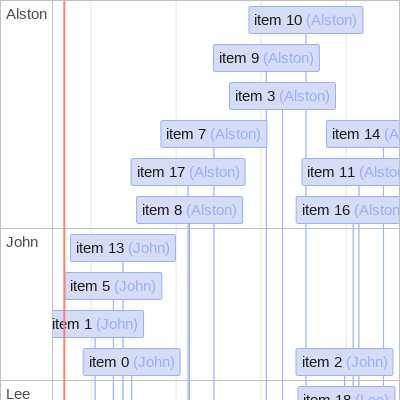 Alston
item 10 (Alston)
item 9 (Alston)
item 3 (Alston)
item 7 (Alston)
item 14 (A
item 17 (Alston)
item 11 (Alsto
item 8 (Alston)
item 16 (Alston
John
item 13 (John)
item 5 (John)
item 1 (John)
item 0 (John)
item 2 (John)
Lee
item 18 (Lee)